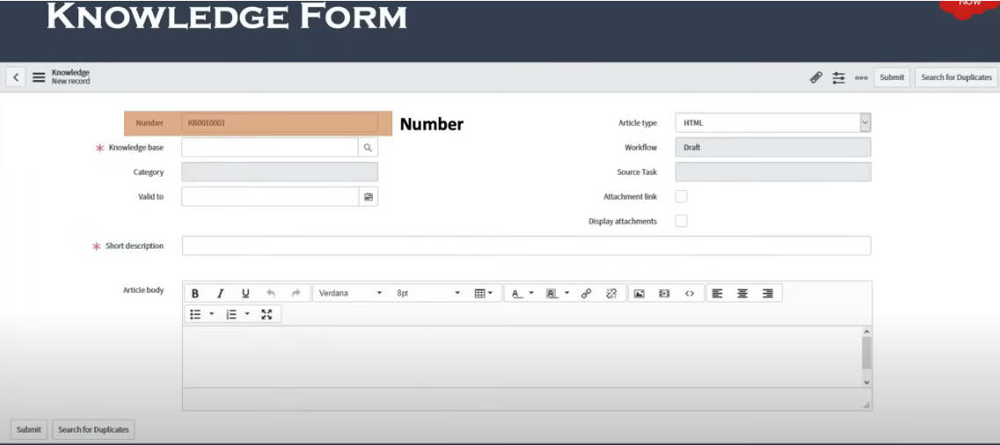 KNOWLEDGE FORM
NOW
Knowledge
New record
Submit
Search for Duplicates
Number
KB0010001
Number
Article type
HTML
Knowledge base
Workflow
Draft
Category
Source Task
Valid to
Attachment link
Display attachments
Short description
Article body
B I U Verdana 8pt A A
Submit
Search for Duplicates